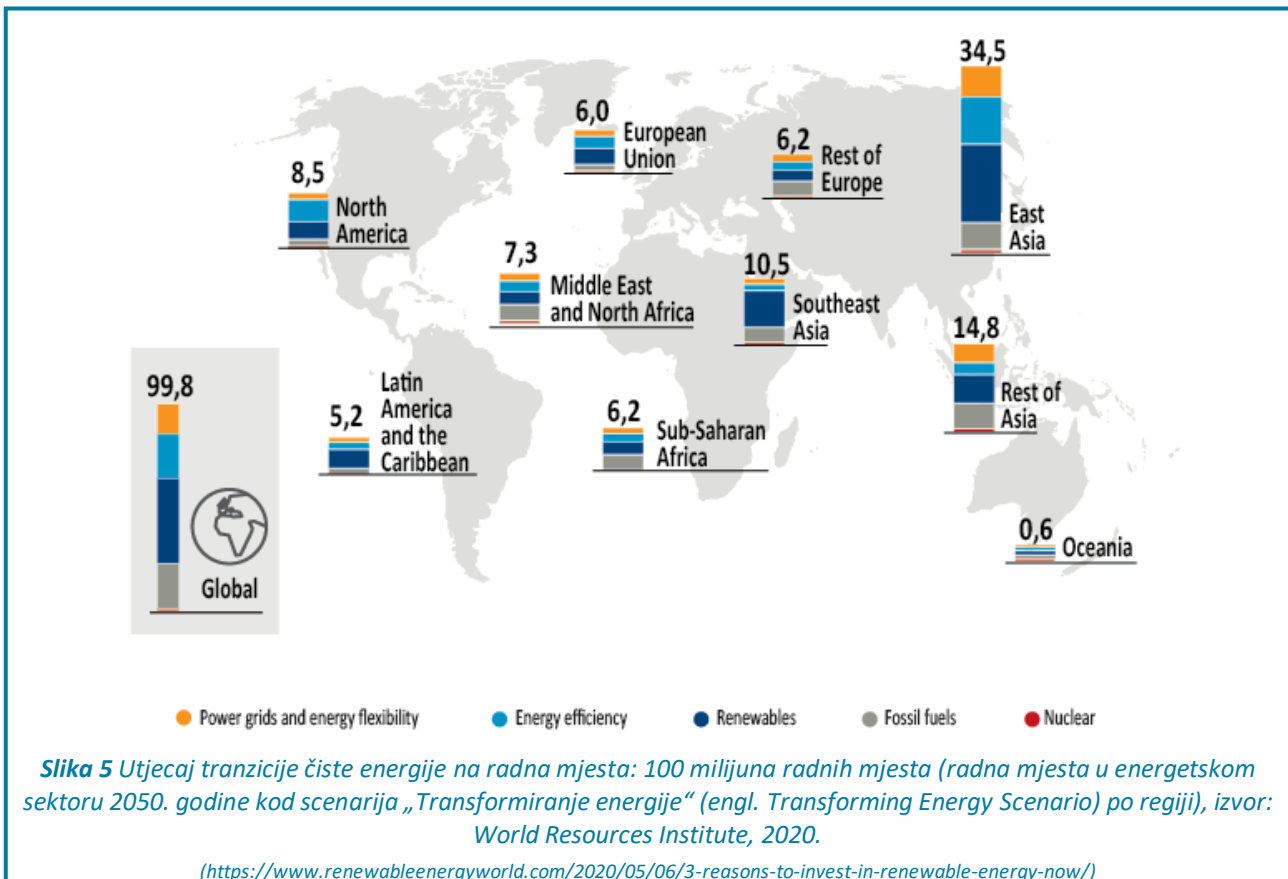 34,5
East
Asia
6,0
European
Union
6,2
Rest of
Europe
8,5
North
America
7,3
Middle East
and North Africa
10,5
Southeast
Asia
14,8
Rest of
Asia
99,8
Global
5,2
Latin
America
and the
Caribbean
6,2
Sub-Saharan
Africa
0,6
Oceania
Power grids and energy flexibility
Energy efficiency
Renewables
Fossil fuels
Nuclear
Slika 5 Utjecaj tranzicije čiste energije na radna mjesta: 100 milijuna radnih mjesta (radna mjesta u energetskom
sektoru 2050. godine kod scenarija „Transformiranje energije“ (engl. Transforming Energy Scenario) po regiji), izvor:
World Resources Institute, 2020.
(https://www.renewableenergyworld.com/2020/05/06/3-reasons-to-invest-in-renewable-energy-now/)